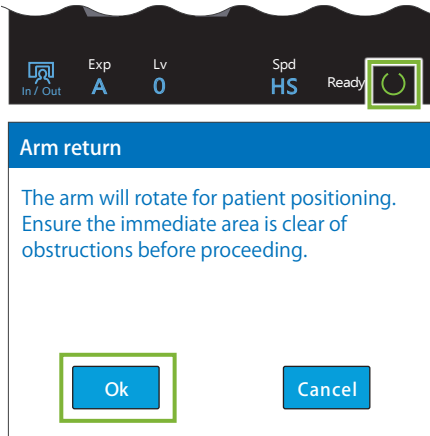 Exp Lv Spd
In / Out A 0 HS Ready
Arm return
The arm will rotate for patient positioning.
Ensure the immediate area is clear of
obstructions before proceeding.
Ok Cancel